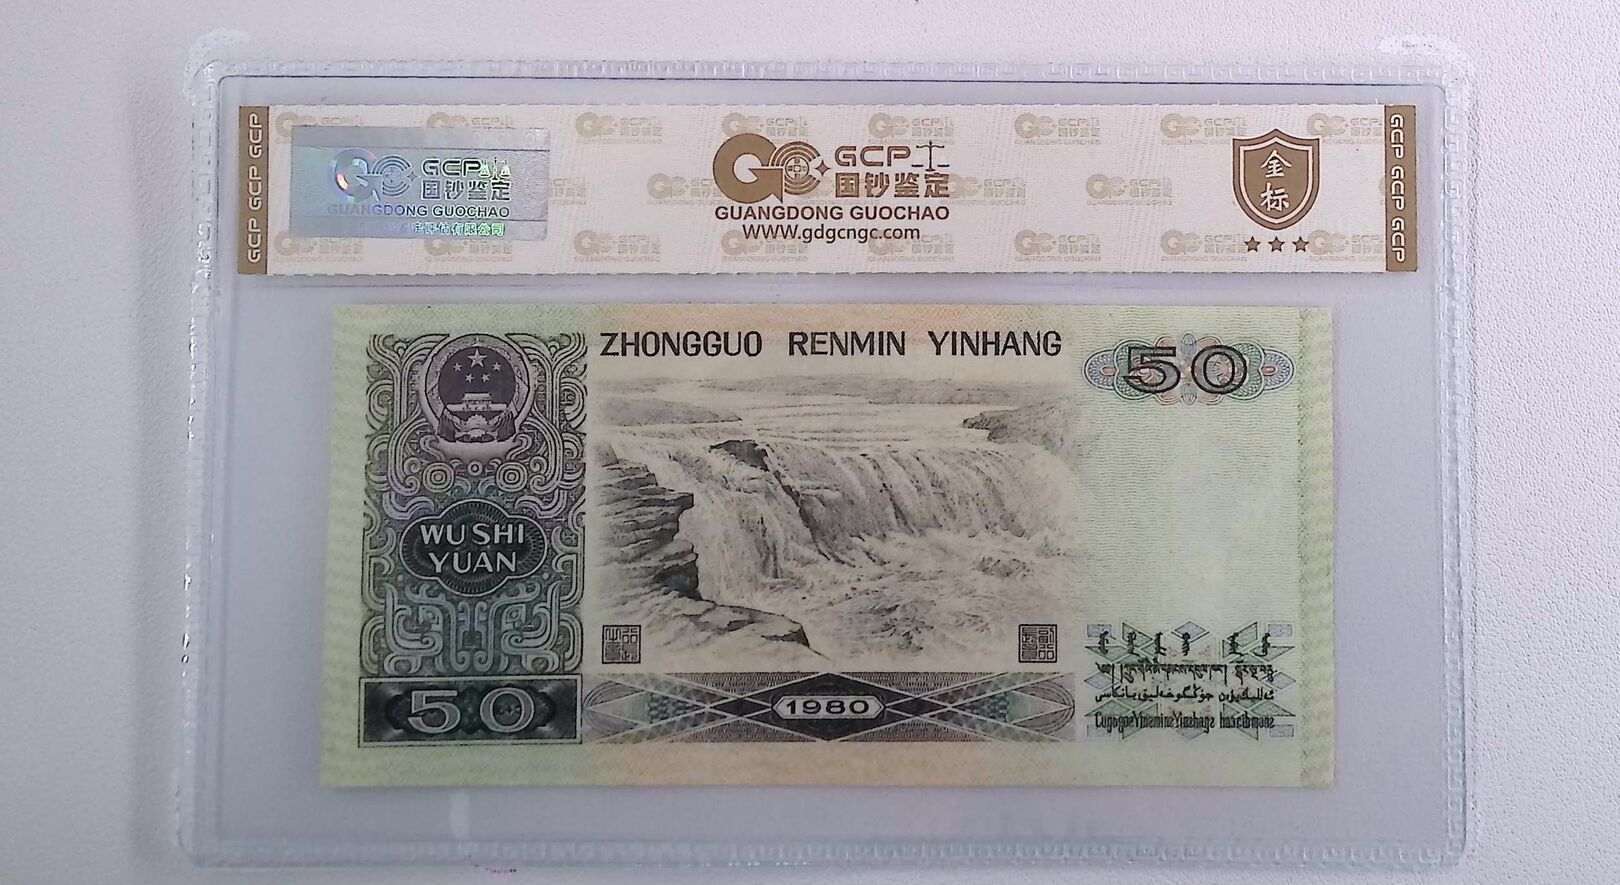 GCP GCP GCP
GCP
国钞鉴定
GUANGDONG GUOCHAO
GCP
国钞鉴定
GUANGDONG GUOCHAO
www.gdgcngc.com
金
标
GCP GCP GCP
ZHONGGUO RENMIN YINHANG
50
WU SHI
YUAN
50
1980